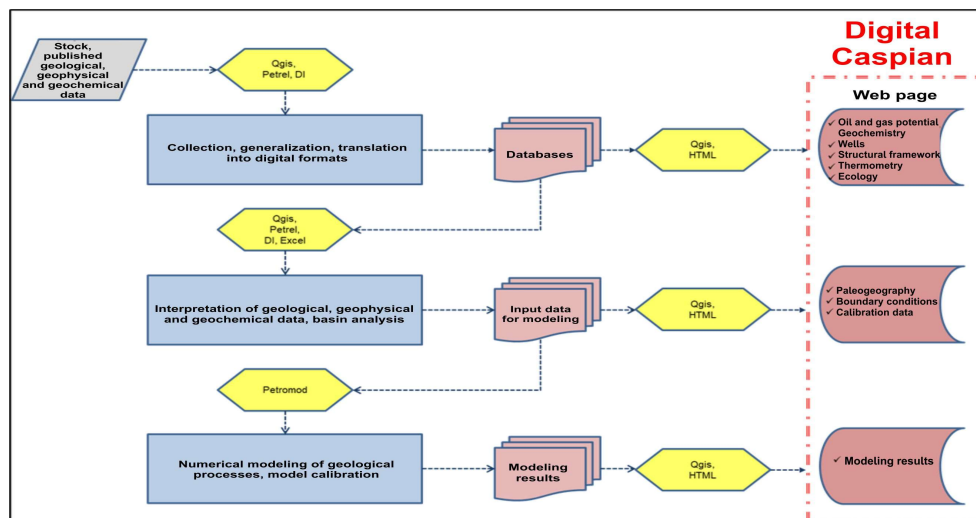 Digital
Caspian
Stock,
published
geological,
geophysical
and geochemical
data
Qgis,
Petrel, DI
Web page
✓ Oil and gas potential
Geochemistry
✓ Wells
✓ Structural framework
✓ Thermometry
✓ Ecology
Collection, generalization, translation
into digital formats
Databases
Qgis,
HTML
Qgis,
Petrel,
DI, Excel
Interpretation of geological, geophysical
and geochemical data, basin analysis
Input data
for modeling
Qgis,
HTML
✓ Paleogeography
✓ Boundary conditions
✓ Calibration data
Petromod
Numerical modeling of geological
processes, model calibration
Modeling
results
Qgis,
HTML
✓ Modeling results